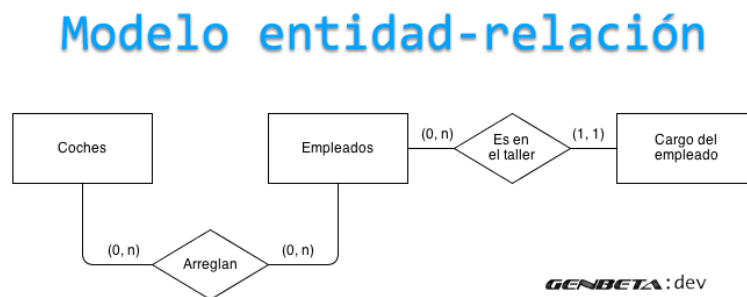 Modelo entidad-relación
Coches
Empleados
(0, n)
Es en
el taller
(1, 1)
Cargo del
empleado
(0, n)
Arreglan
(0, n)
GENBETA:dev